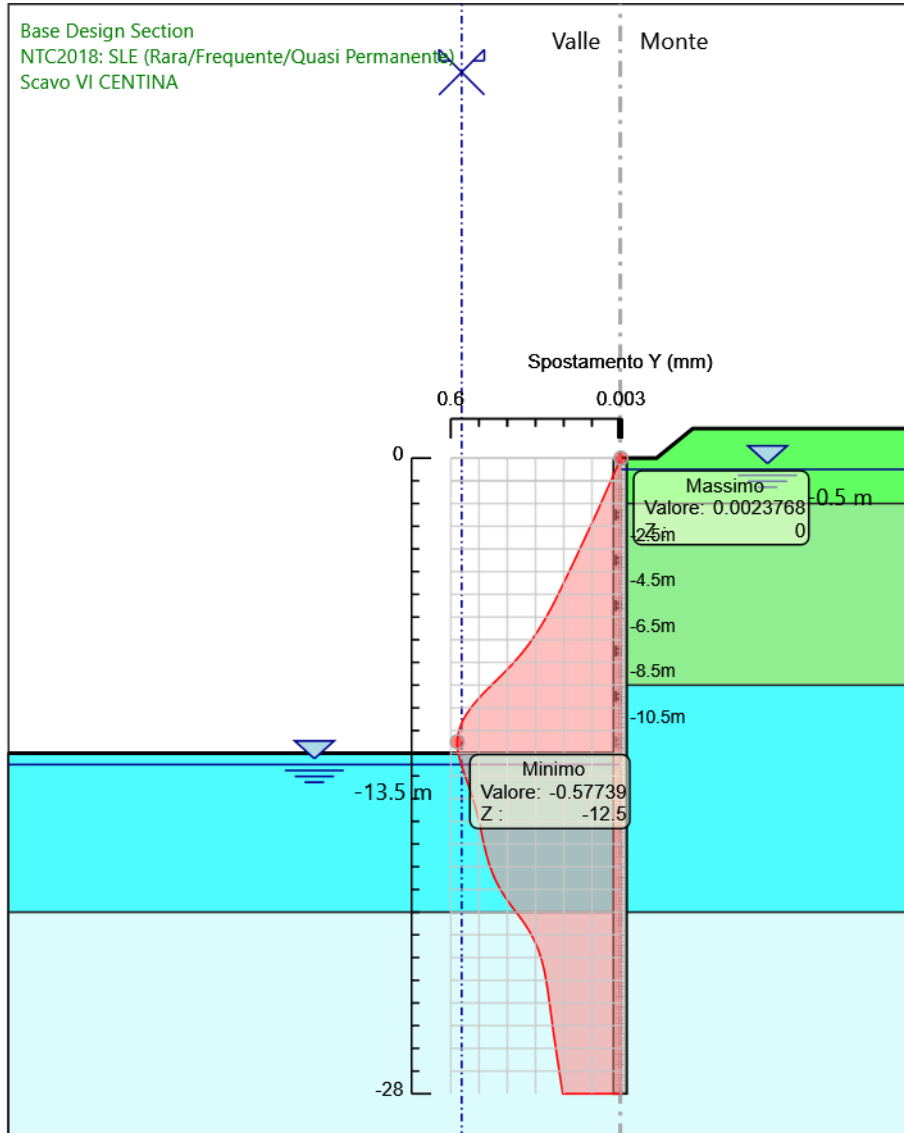 Base Design Section
NTC2018: SLE (Rara/Frequente/Quasi Permanente)
Scavo VI CENTINA
Valle
Monte
Spostamento Y (mm)
0.6
0.003
0
Massimo
Valore: 0.0023768
Z : 0
-0.5 m
-2.5m
-4.5m
-6.5m
-8.5m
-10.5m
-13.5 m
Minimo
Valore: -0.57739
Z : -12.5
-28